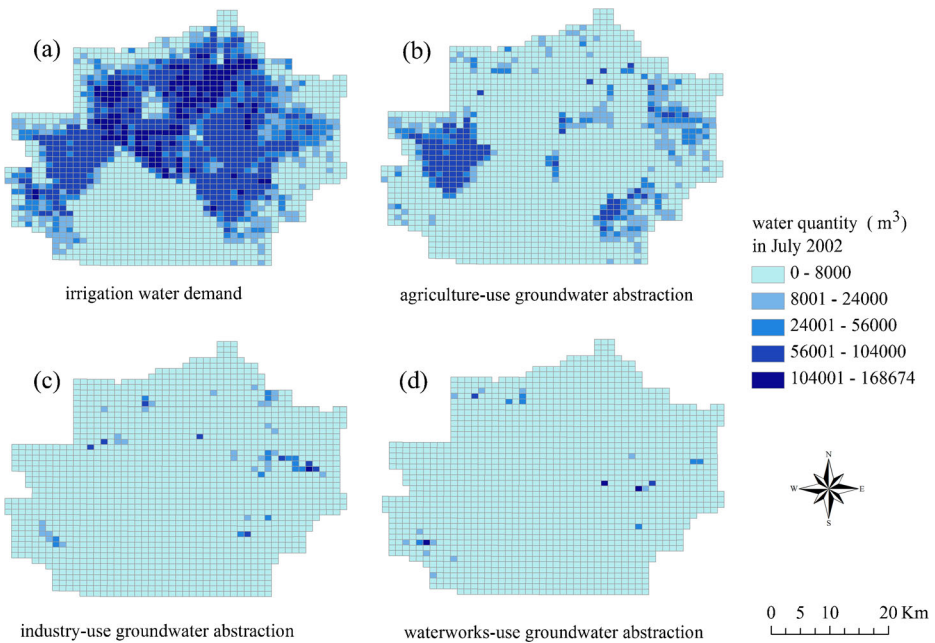 (a)
(b)
irrigation water demand
agriculture-use groundwater abstraction
water quantity ( m³)
in July 2002
0 - 8000
8001 - 24000
24001 - 56000
56001 - 104000
104001 - 168674
(c)
(d)
N
W E
S
industry-use groundwater abstraction
waterworks-use groundwater abstraction
0 5 10 20 Km